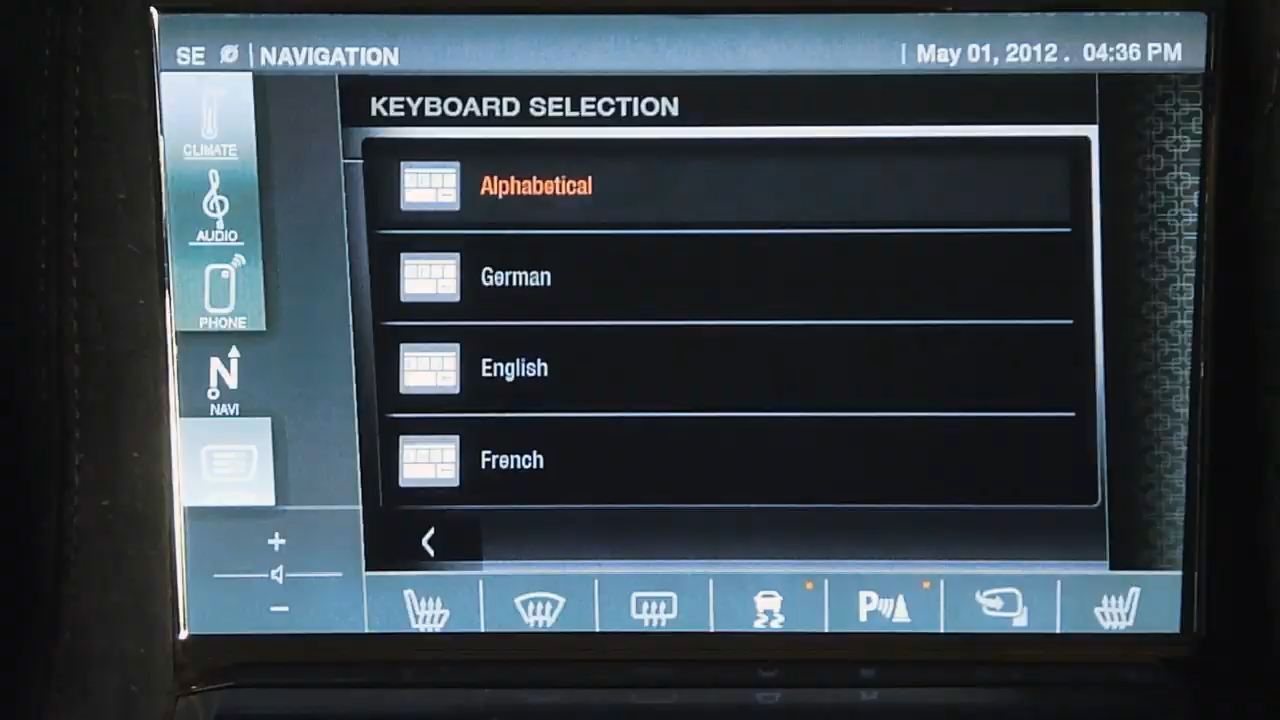 SE | NAVIGATION | May 01, 2012 . 04:36 PM
KEYBOARD SELECTION
CLIMATE
AUDIO
PHONE
N
NAVI
Alphabetical
German
English
French
+
−
P